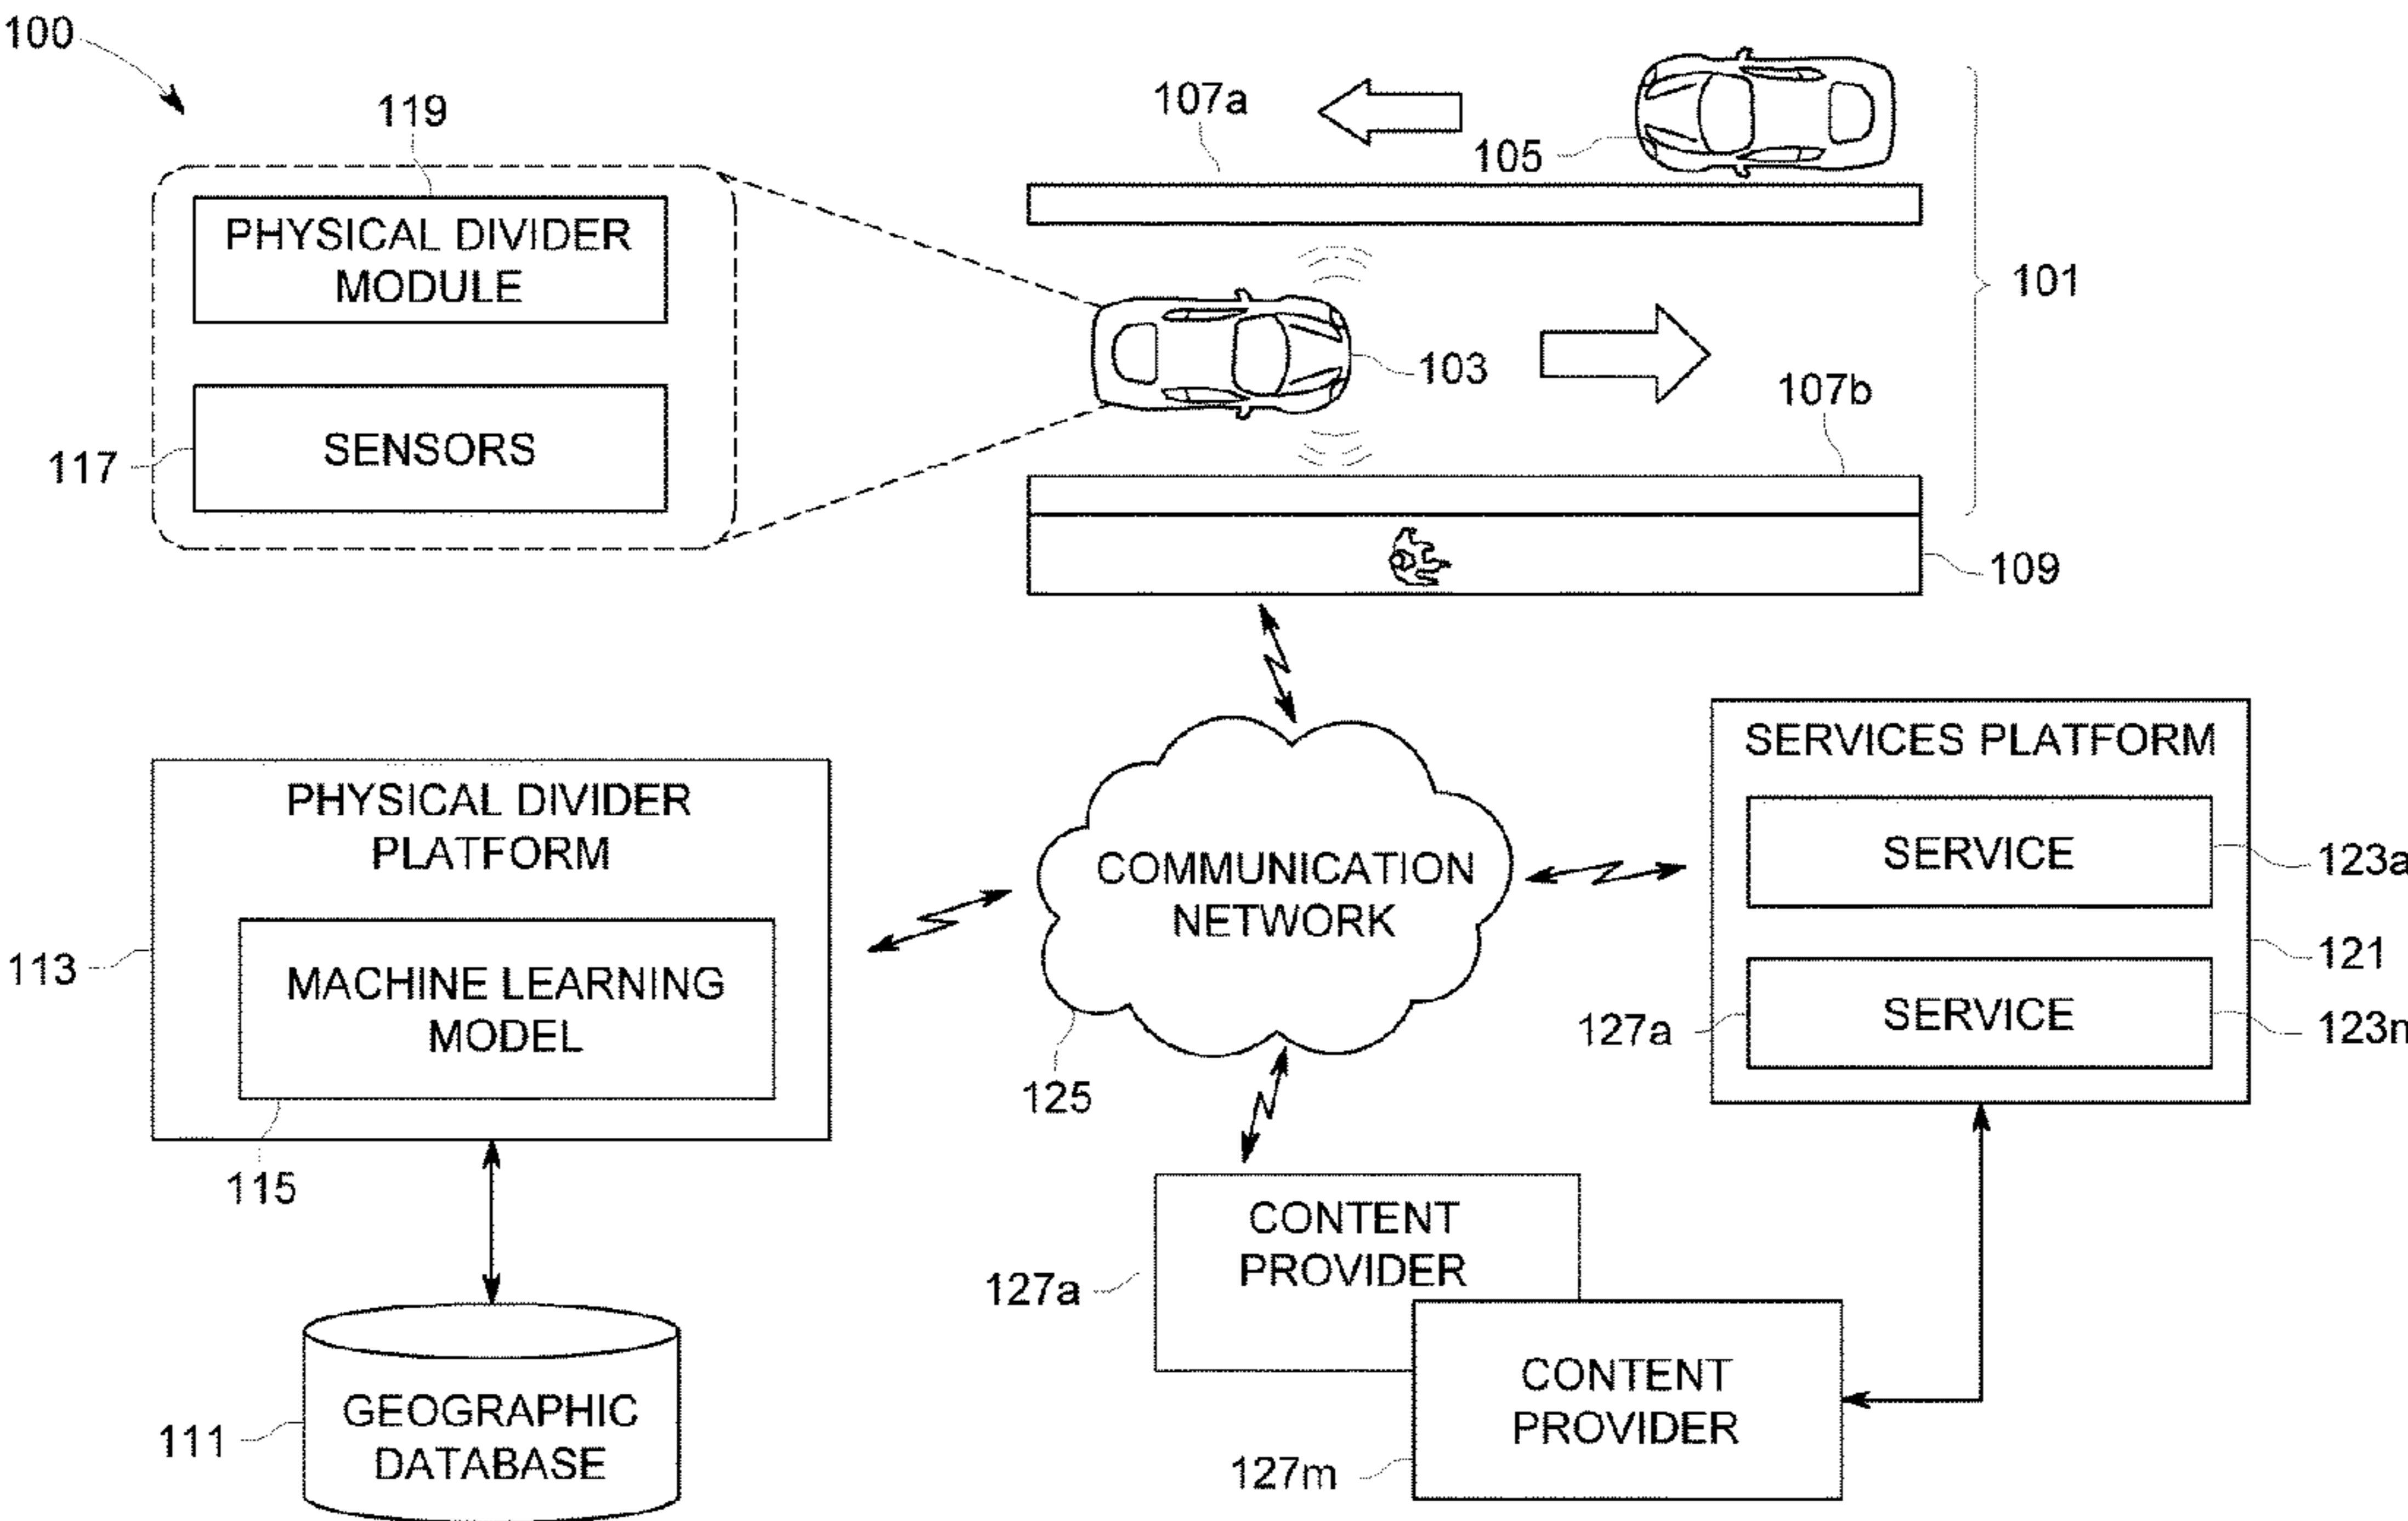 100
119
107a
105
PHYSICAL DIVIDER
MODULE
101
103
107b
SENSORS
117
109
SERVICES PLATFORM
PHYSICAL DIVIDER
PLATFORM
COMMUNICATION
NETWORK
SERVICE
123a
113
MACHINE LEARNING
MODEL
121
127a
SERVICE
123n
125
115
CONTENT
PROVIDER
127a
CONTENT
PROVIDER
127m
GEOGRAPHIC
DATABASE
111